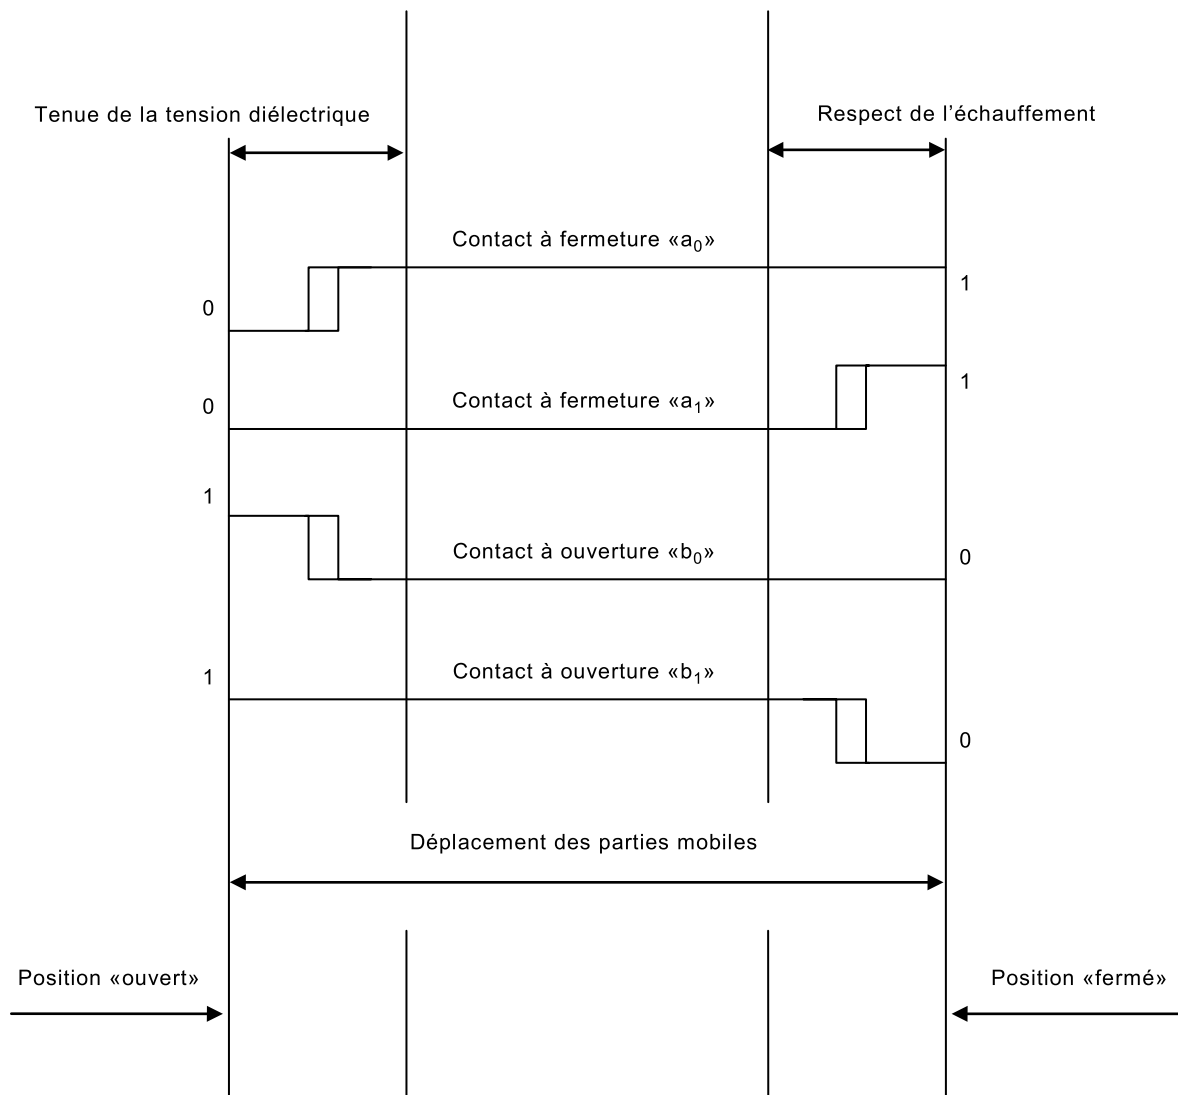 Tenue de la tension diélectrique
Respect de l'échauffement
Contact à fermeture «a₀»
0
1
Contact à fermeture «a₁»
0
1
1
Contact à ouverture «b₀»
0
1
Contact à ouverture «b₁»
0
Déplacement des parties mobiles
Position «ouvert»
Position «fermé»